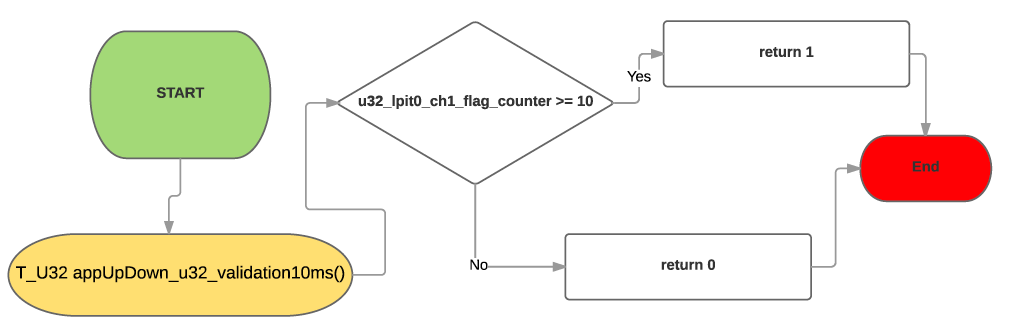 START
T_U32 appUpDown_u32_validation10ms()
u32_lpit0_ch1_flag_counter >= 10
Yes
return 1
No
return 0
End